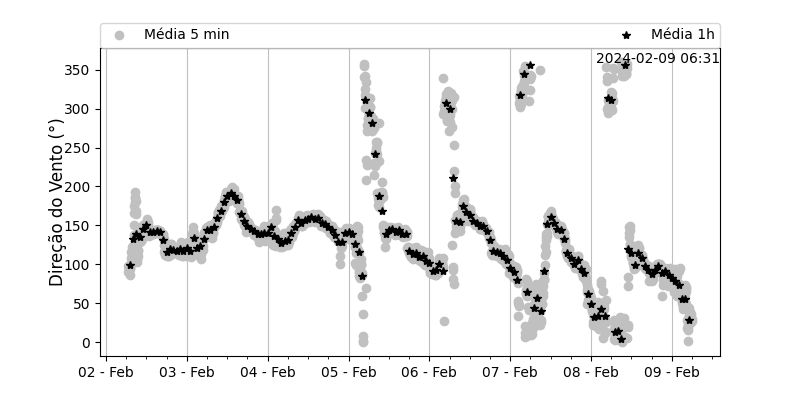 Média 5 min
Média 1h
2024-02-09 06:31
Direção do Vento (°)
350
300
250
200
150
100
50
0
02 - Feb
03 - Feb
04 - Feb
05 - Feb
06 - Feb
07 - Feb
08 - Feb
09 - Feb